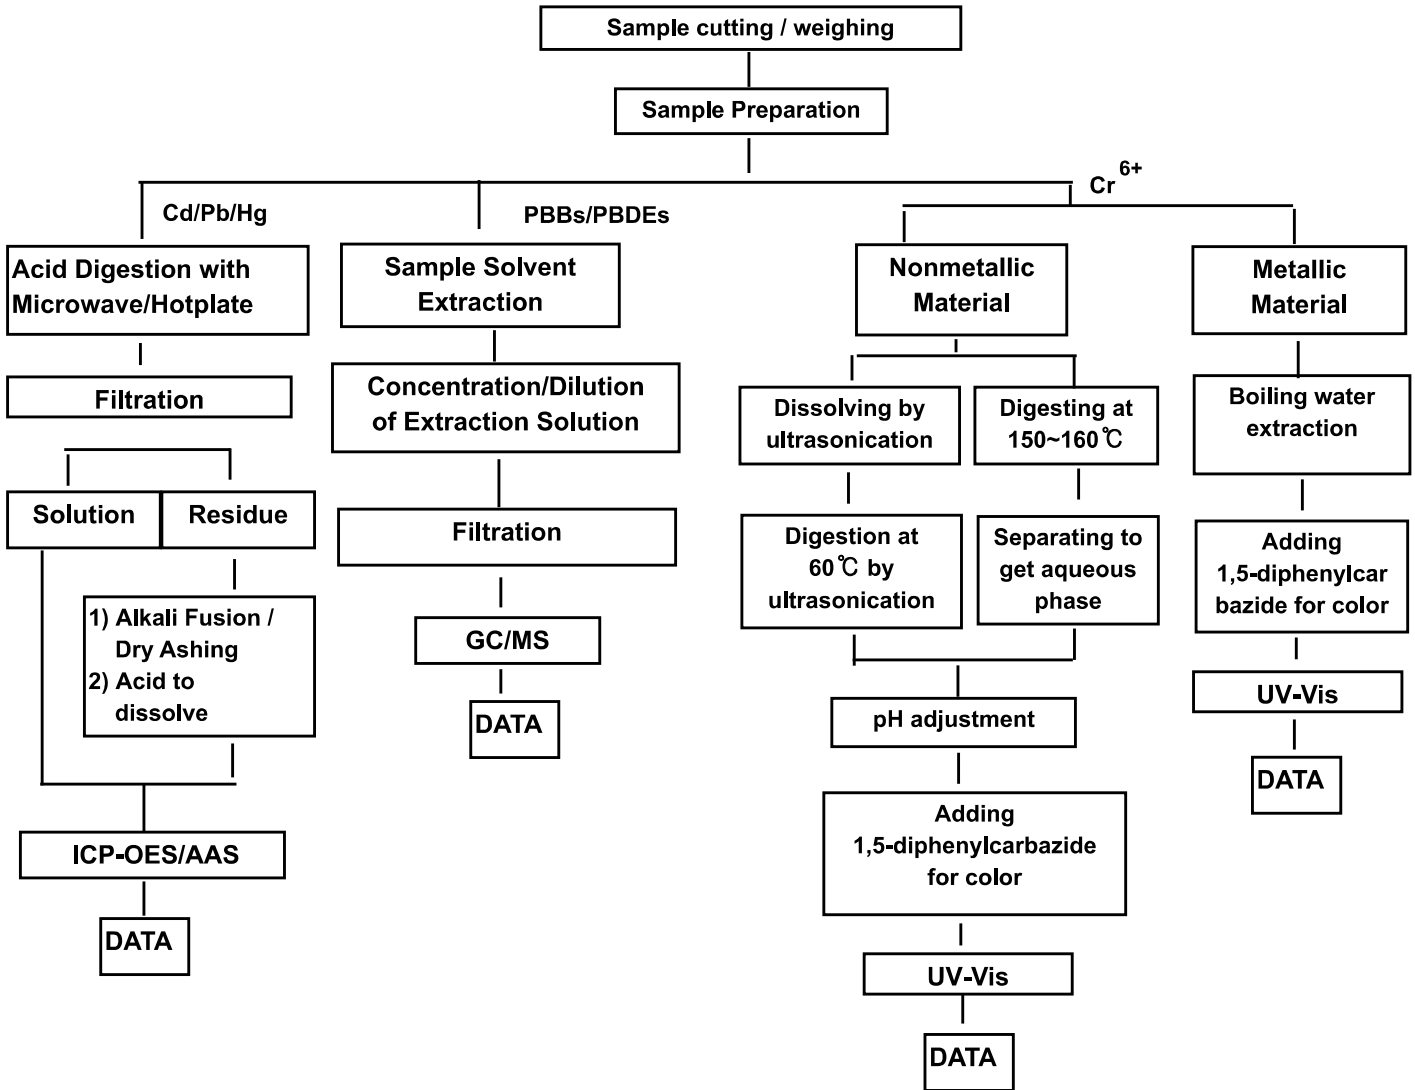 Sample cutting / weighing
Sample Preparation
Cr 6+
Cd/Pb/Hg
PBBs/PBDEs
Acid Digestion with
Microwave/Hotplate
Filtration
Solution
Residue
1) Alkali Fusion /
Dry Ashing
2) Acid to
dissolve
ICP-OES/AAS
DATA
Sample Solvent
Extraction
Concentration/Dilution
of Extraction Solution
Filtration
GC/MS
DATA
Nonmetallic
Material
Dissolving by
ultrasonication
Digestion at
60℃ by
ultrasonication
Digesting at
150~160℃
Separating to
get aqueous
phase
pH adjustment
Adding
1,5-diphenylcarbazide
for color
UV-Vis
DATA
Metallic
Material
Boiling water
extraction
Adding
1,5-diphenylcar
bazide for color
UV-Vis
DATA